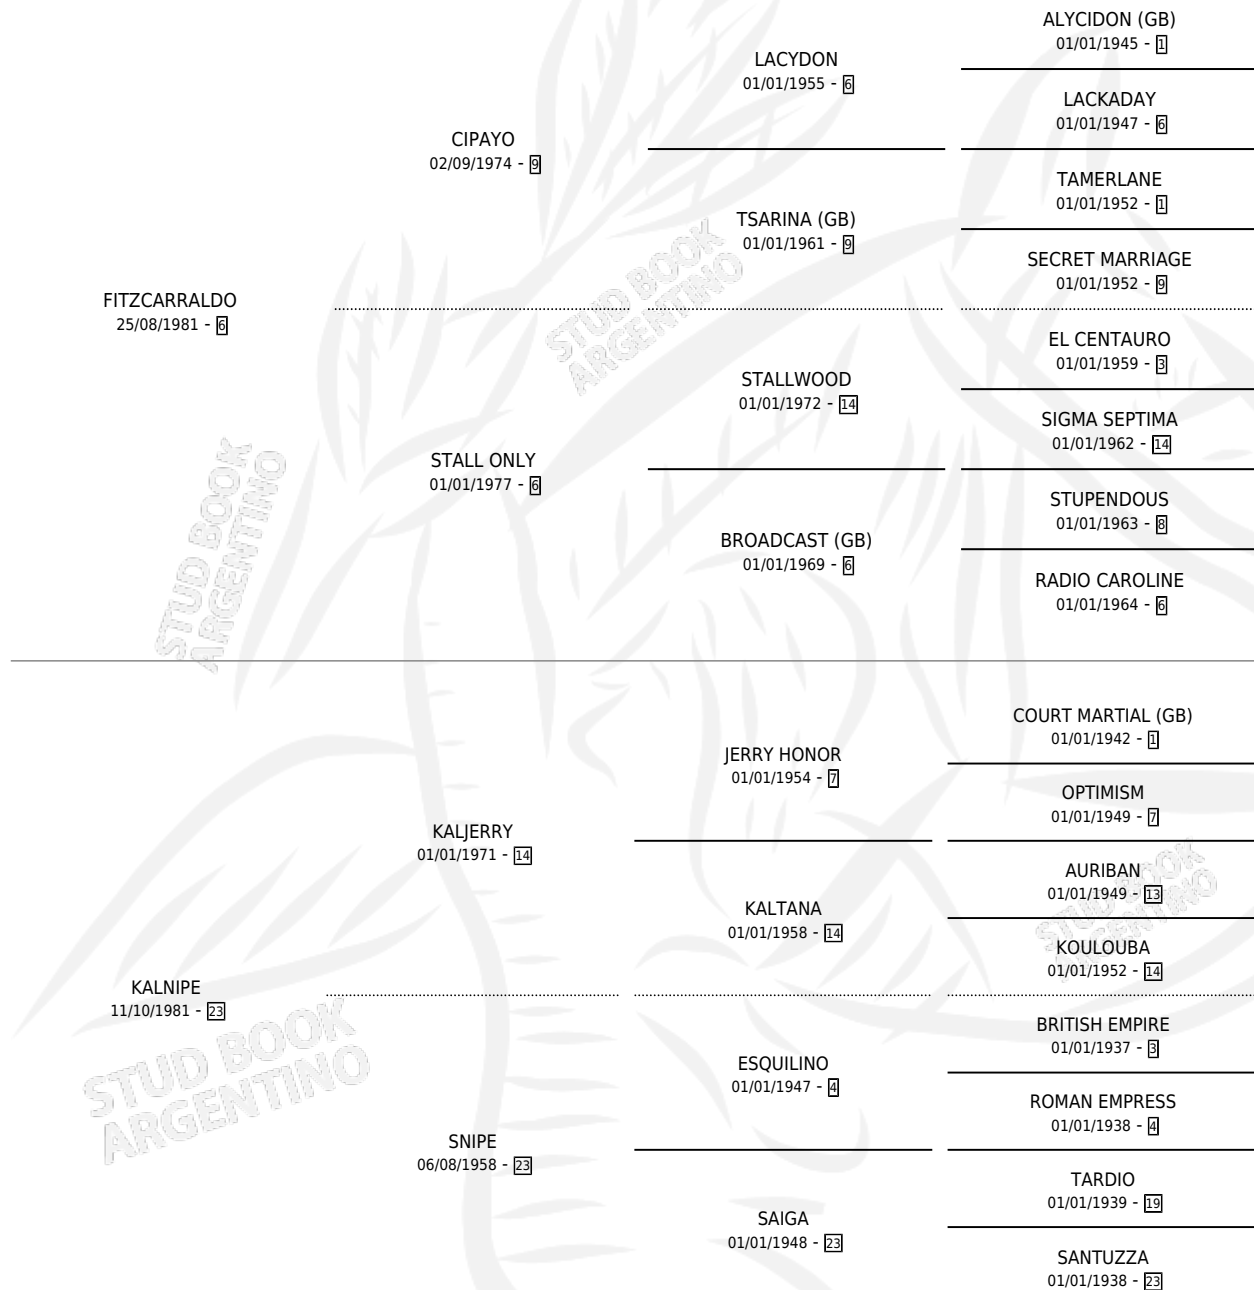 ALYCIDON (GB)
01/01/1945 - 1
LACYDON
01/01/1955 - 6
LACKADAY
01/01/1947 - 6
CIPAYO
02/09/1974 - 9
TAMERLANE
01/01/1952 - 1
TSARINA (GB)
01/01/1961 - 9
SECRET MARRIAGE
01/01/1952 - 9
FITZCARRALDO
25/08/1981 - 6
STUD BOOK
ARGENTINO
EL CENTAURO
01/01/1959 - 3
STALLWOOD
01/01/1972 - 14
SIGMA SEPTIMA
01/01/1962 - 14
STALL ONLY
01/01/1977 - 6
STUPENDOUS
01/01/1963 - 8
BROADCAST (GB)
01/01/1969 - 6
RADIO CAROLINE
01/01/1964 - 6
STUD BOOK
ARGENTINO
COURT MARTIAL (GB)
01/01/1942 - 1
JERRY HONOR
01/01/1954 - 7
OPTIMISM
01/01/1949 - 7
KALJERRY
01/01/1971 - 14
AURIBAN
01/01/1949 - 13
KALTANA
01/01/1958 - 14
KOULOUBA
01/01/1952 - 14
STUD BOOK
ARGENTINO
KALNIPE
11/10/1981 - 23
BRITISH EMPIRE
01/01/1937 - 3
ESQUILINO
01/01/1947 - 4
ROMAN EMPRESS
01/01/1938 - 4
STUD BOOK
ARGENTINO
SNIPE
06/08/1958 - 23
TARDIO
01/01/1939 - 19
SAIGA
01/01/1948 - 23
SANTUZZA
01/01/1938 - 23